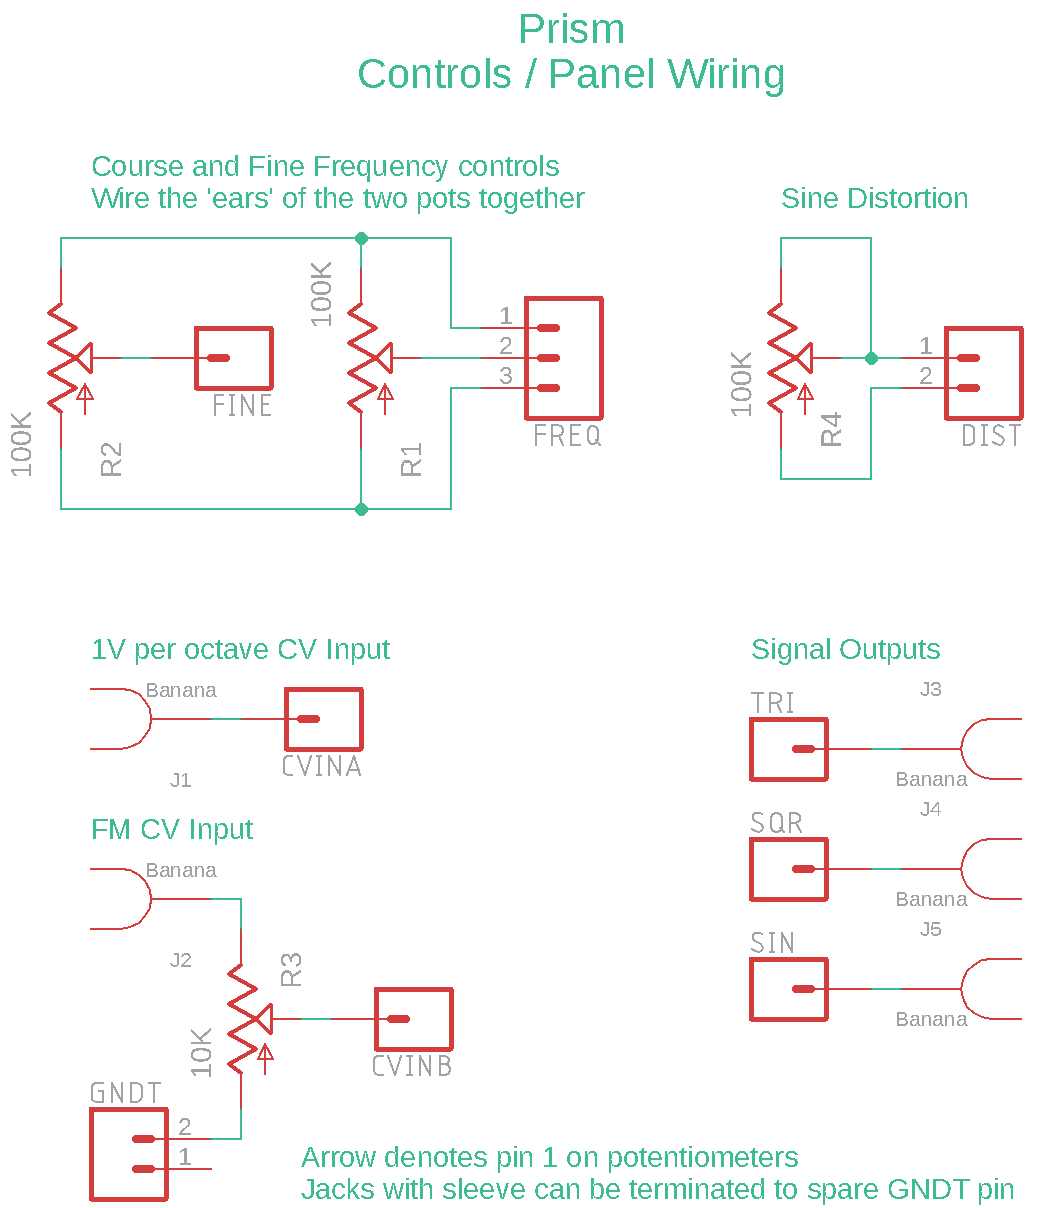 Prism
Controls / Panel Wiring
Course and Fine Frequency controls
Wire the 'ears' of the two pots together
100K
R2
FINE
100K
R1
1
2
3
FREQ
Sine Distortion
100K
R4
1
2
DIST
1V per octave CV Input
Banana
J1
CVINA
FM CV Input
Banana
J2
R3
10K
CVINB
GNDT
2
1
Signal Outputs
TRI
J3
Banana
SQR
J4
Banana
SIN
J5
Banana
Arrow denotes pin 1 on potentiometers
Jacks with sleeve can be terminated to spare GNDT pin